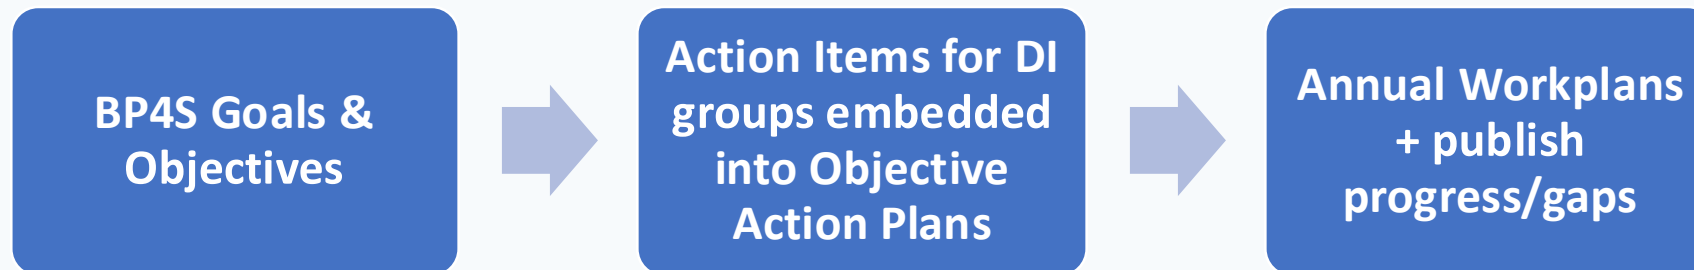 BP4S Goals &
Objectives
Action Items for DI
groups embedded
into Objective
Action Plans
Annual Workplans
+ publish
progress/gaps